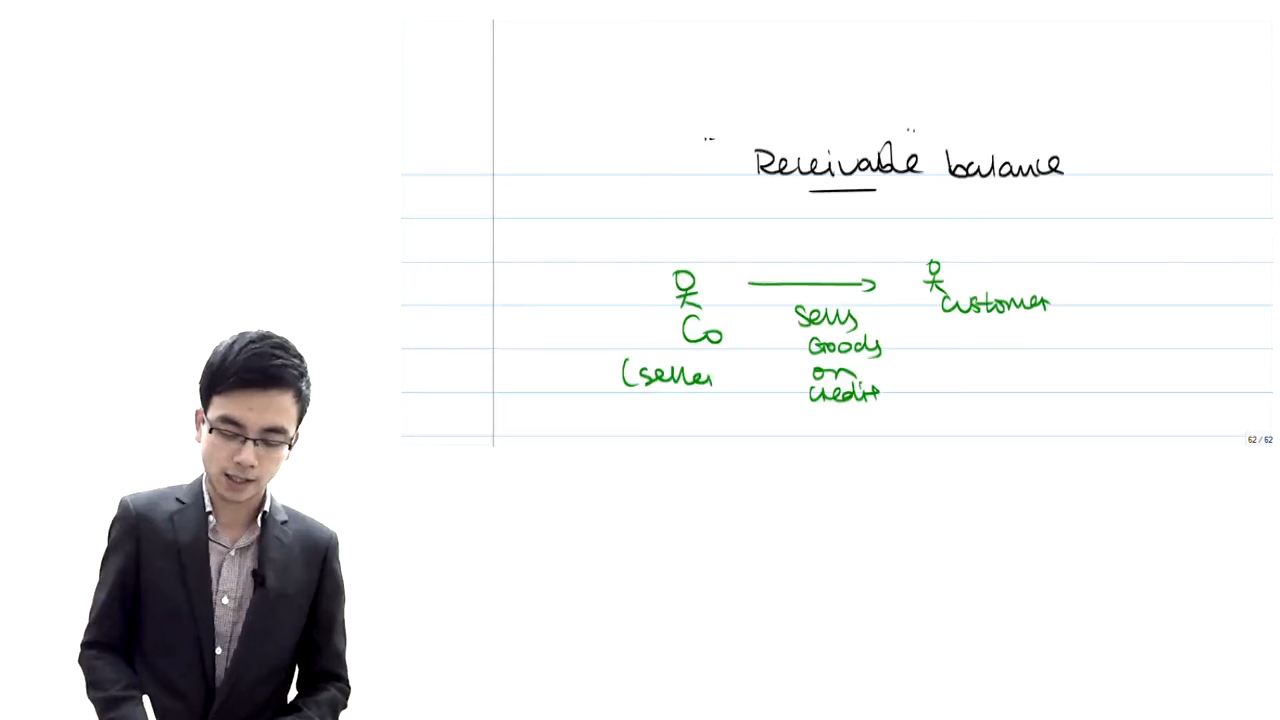 Receivable balance
Co
(seller
sells
Goods
on
credit
customer
62 / 62